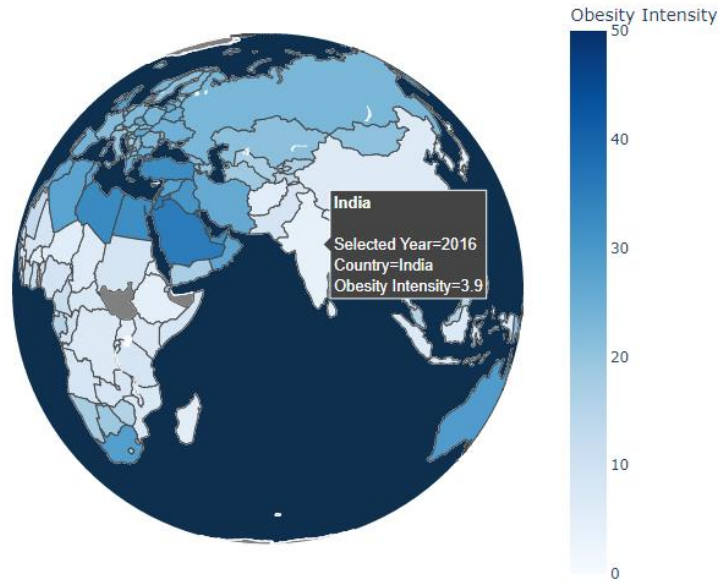 Obesity Intensity
50
40
30
20
10
0
India
Selected Year=2016
Country=India
Obesity Intensity=3.9